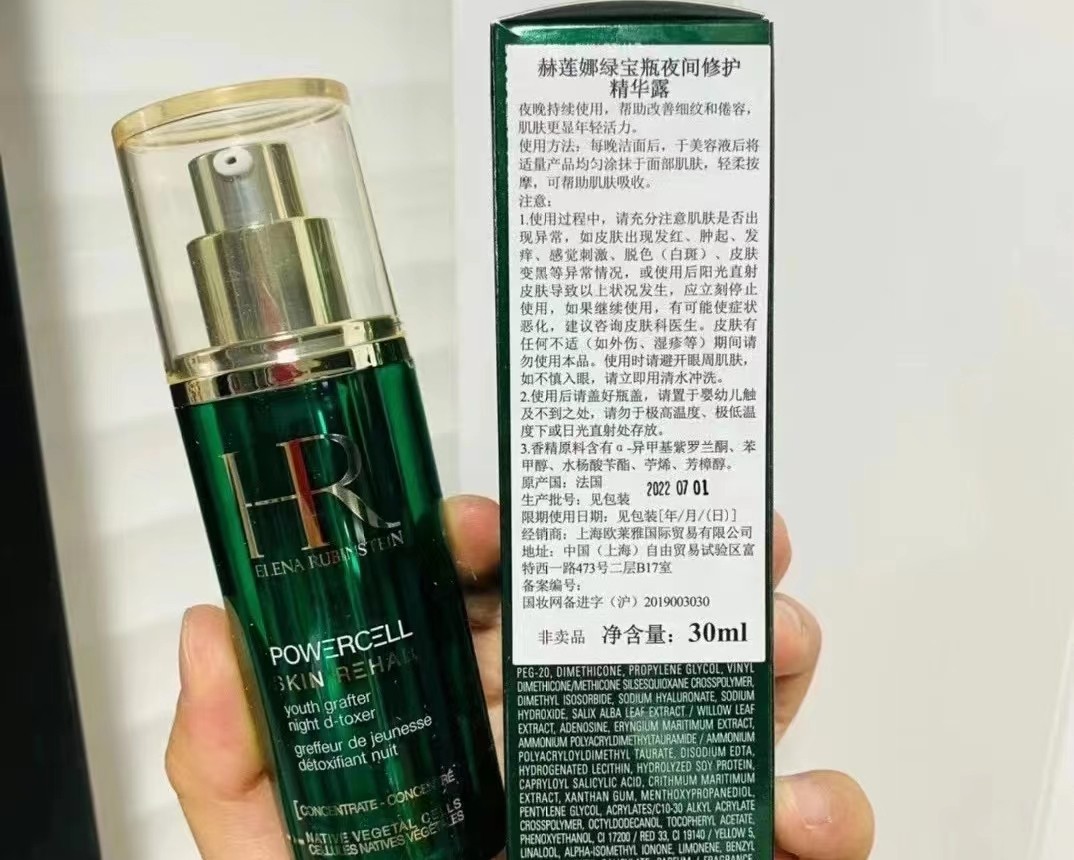 HR
HELENA RUBINSTEIN
POWERCELL
SKIN REHAB
youth grafter
night d-toxer
greffeur de jeunesse
détoxifiant nuit
[CONCENTRATE - CONCENTRÉ
NATIVE VEGETAL CELLS
CELLULES NATIVES VÉGÉTALES
赫莲娜绿宝瓶夜间修护
精华露
夜晚持续使用，帮助改善细纹和倦容，
肌肤更显年轻活力。
使用方法：每晚洁面后，于美容液后将
适量产品均匀涂抹于面部肌肤，轻柔按
摩，可帮助肌肤吸收。
注意：
1.使用过程中，请充分注意肌肤是否出
现异常，如皮肤出现发红、肿起、发
痒、感觉刺激、脱色（白斑）、皮肤
变黑等异常情况，或使用后阳光直射
皮肤导致以上状况发生，应立刻停止
使用，如果继续使用，有可能使症状
恶化，建议咨询皮肤科医生。皮肤有
任何不适（如外伤、湿疹等）期间请
勿使用本品。使用时请避开眼周肌肤，
如不慎入眼，请立即用清水冲洗。
2.使用后请盖好瓶盖，请置于婴幼儿触
及不到之处，请勿于极高温度、极低温
度下或日光直射处存放。
3.香精原料含有α-异甲基紫罗兰酮、苯
甲醇、水杨酸苄酯、苧烯、芳樟醇。
原产国：法国
2022 07 01
生产批号：见包装
限期使用日期：见包装[年/月/(日)]
经销商：上海欧莱雅国际贸易有限公司
地址：中国（上海）自由贸易试验区富
特西一路473号二层B17室
备案编号：
国妆网备进字（沪）2019003030
非卖品 净含量：30ml
PEG-20, DIMETHICONE, PROPYLENE GLYCOL, VINYL
DIMETHICONE/METHICONE SILSESQUIOXANE CROSSPOLYMER,
DIMETHYL ISOSORBIDE, SODIUM HYALURONATE, SODIUM
HYDROXIDE, SALIX ALBA LEAF EXTRACT / WILLOW LEAF
EXTRACT, ADENOSINE, ERYNGIUM MARITIMUM EXTRACT,
AMMONIUM POLYACRYLDIMETHYLTAURAMIDE / AMMONIUM
POLYACRYLOYLDIMETHYL TAURATE, DISODIUM EDTA,
HYDROGENATED LECITHIN, HYDROLYZED SOY PROTEIN,
CAPRYLOYL SALICYLIC ACID, CRITHMUM MARITIMUM
EXTRACT, XANTHAN GUM, MENTHOXYPROPANEDIOL,
PENTYLENE GLYCOL, ACRYLATES/C10-30 ALKYL ACRYLATE
CROSSPOLYMER, OCTYLDODECANOL, TOCOPHERYL ACETATE,
PHENOXYETHANOL, CI 17200 / RED 33, CI 19140 / YELLOW 5,
LINALOOL, ALPHA-ISOMETHYL IONONE, LIMONENE, BENZYL